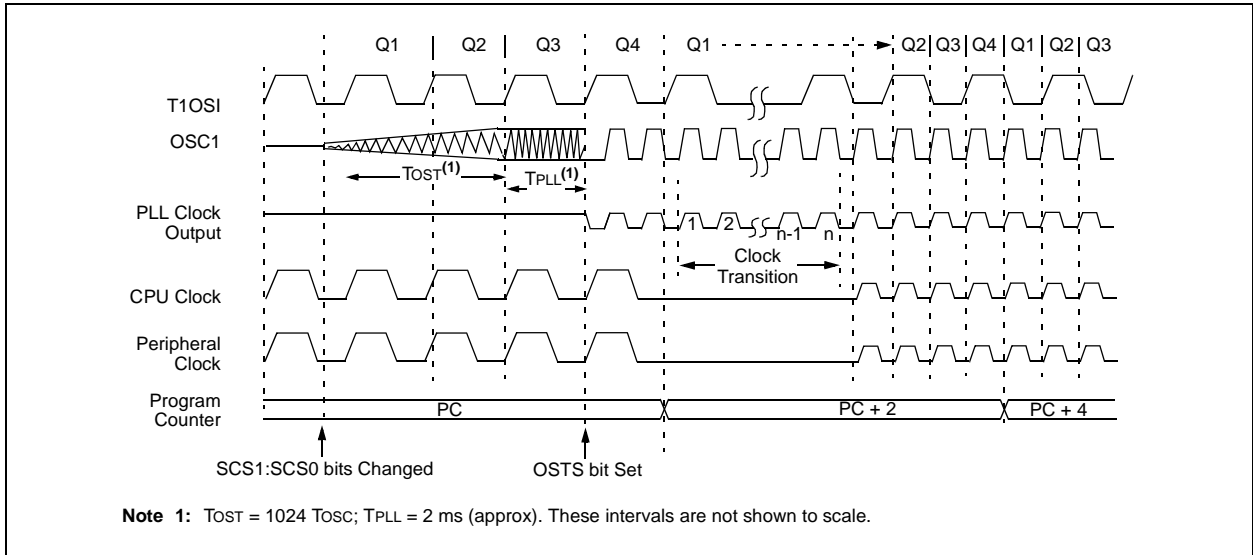 Q1 Q2 Q3 Q4 Q1 Q2 Q3 Q4 Q1 Q2 Q3
T1OSI
OSC1
TOST(1) TPLL(1)
PLL Clock
Output
1 2 n-1 n
Clock
Transition
CPU Clock
Peripheral
Clock
Program
Counter
PC PC + 2 PC + 4
SCS1:SCS0 bits Changed OSTS bit Set
Note 1: TOST = 1024 TOSC; TPLL = 2 ms (approx). These intervals are not shown to scale.